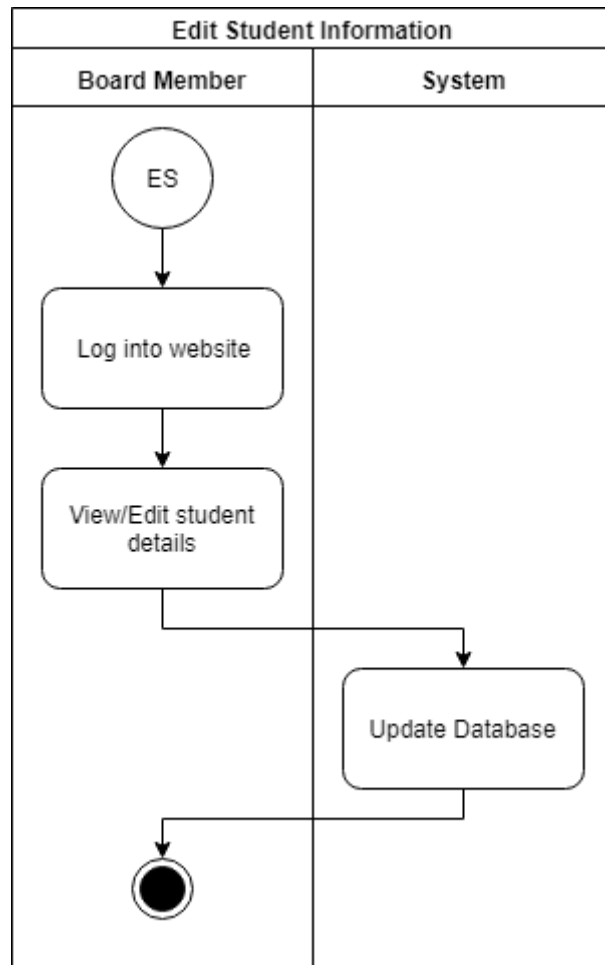 Edit Student Information
Board Member
System
ES
Log into website
View/Edit student
details
Update Database